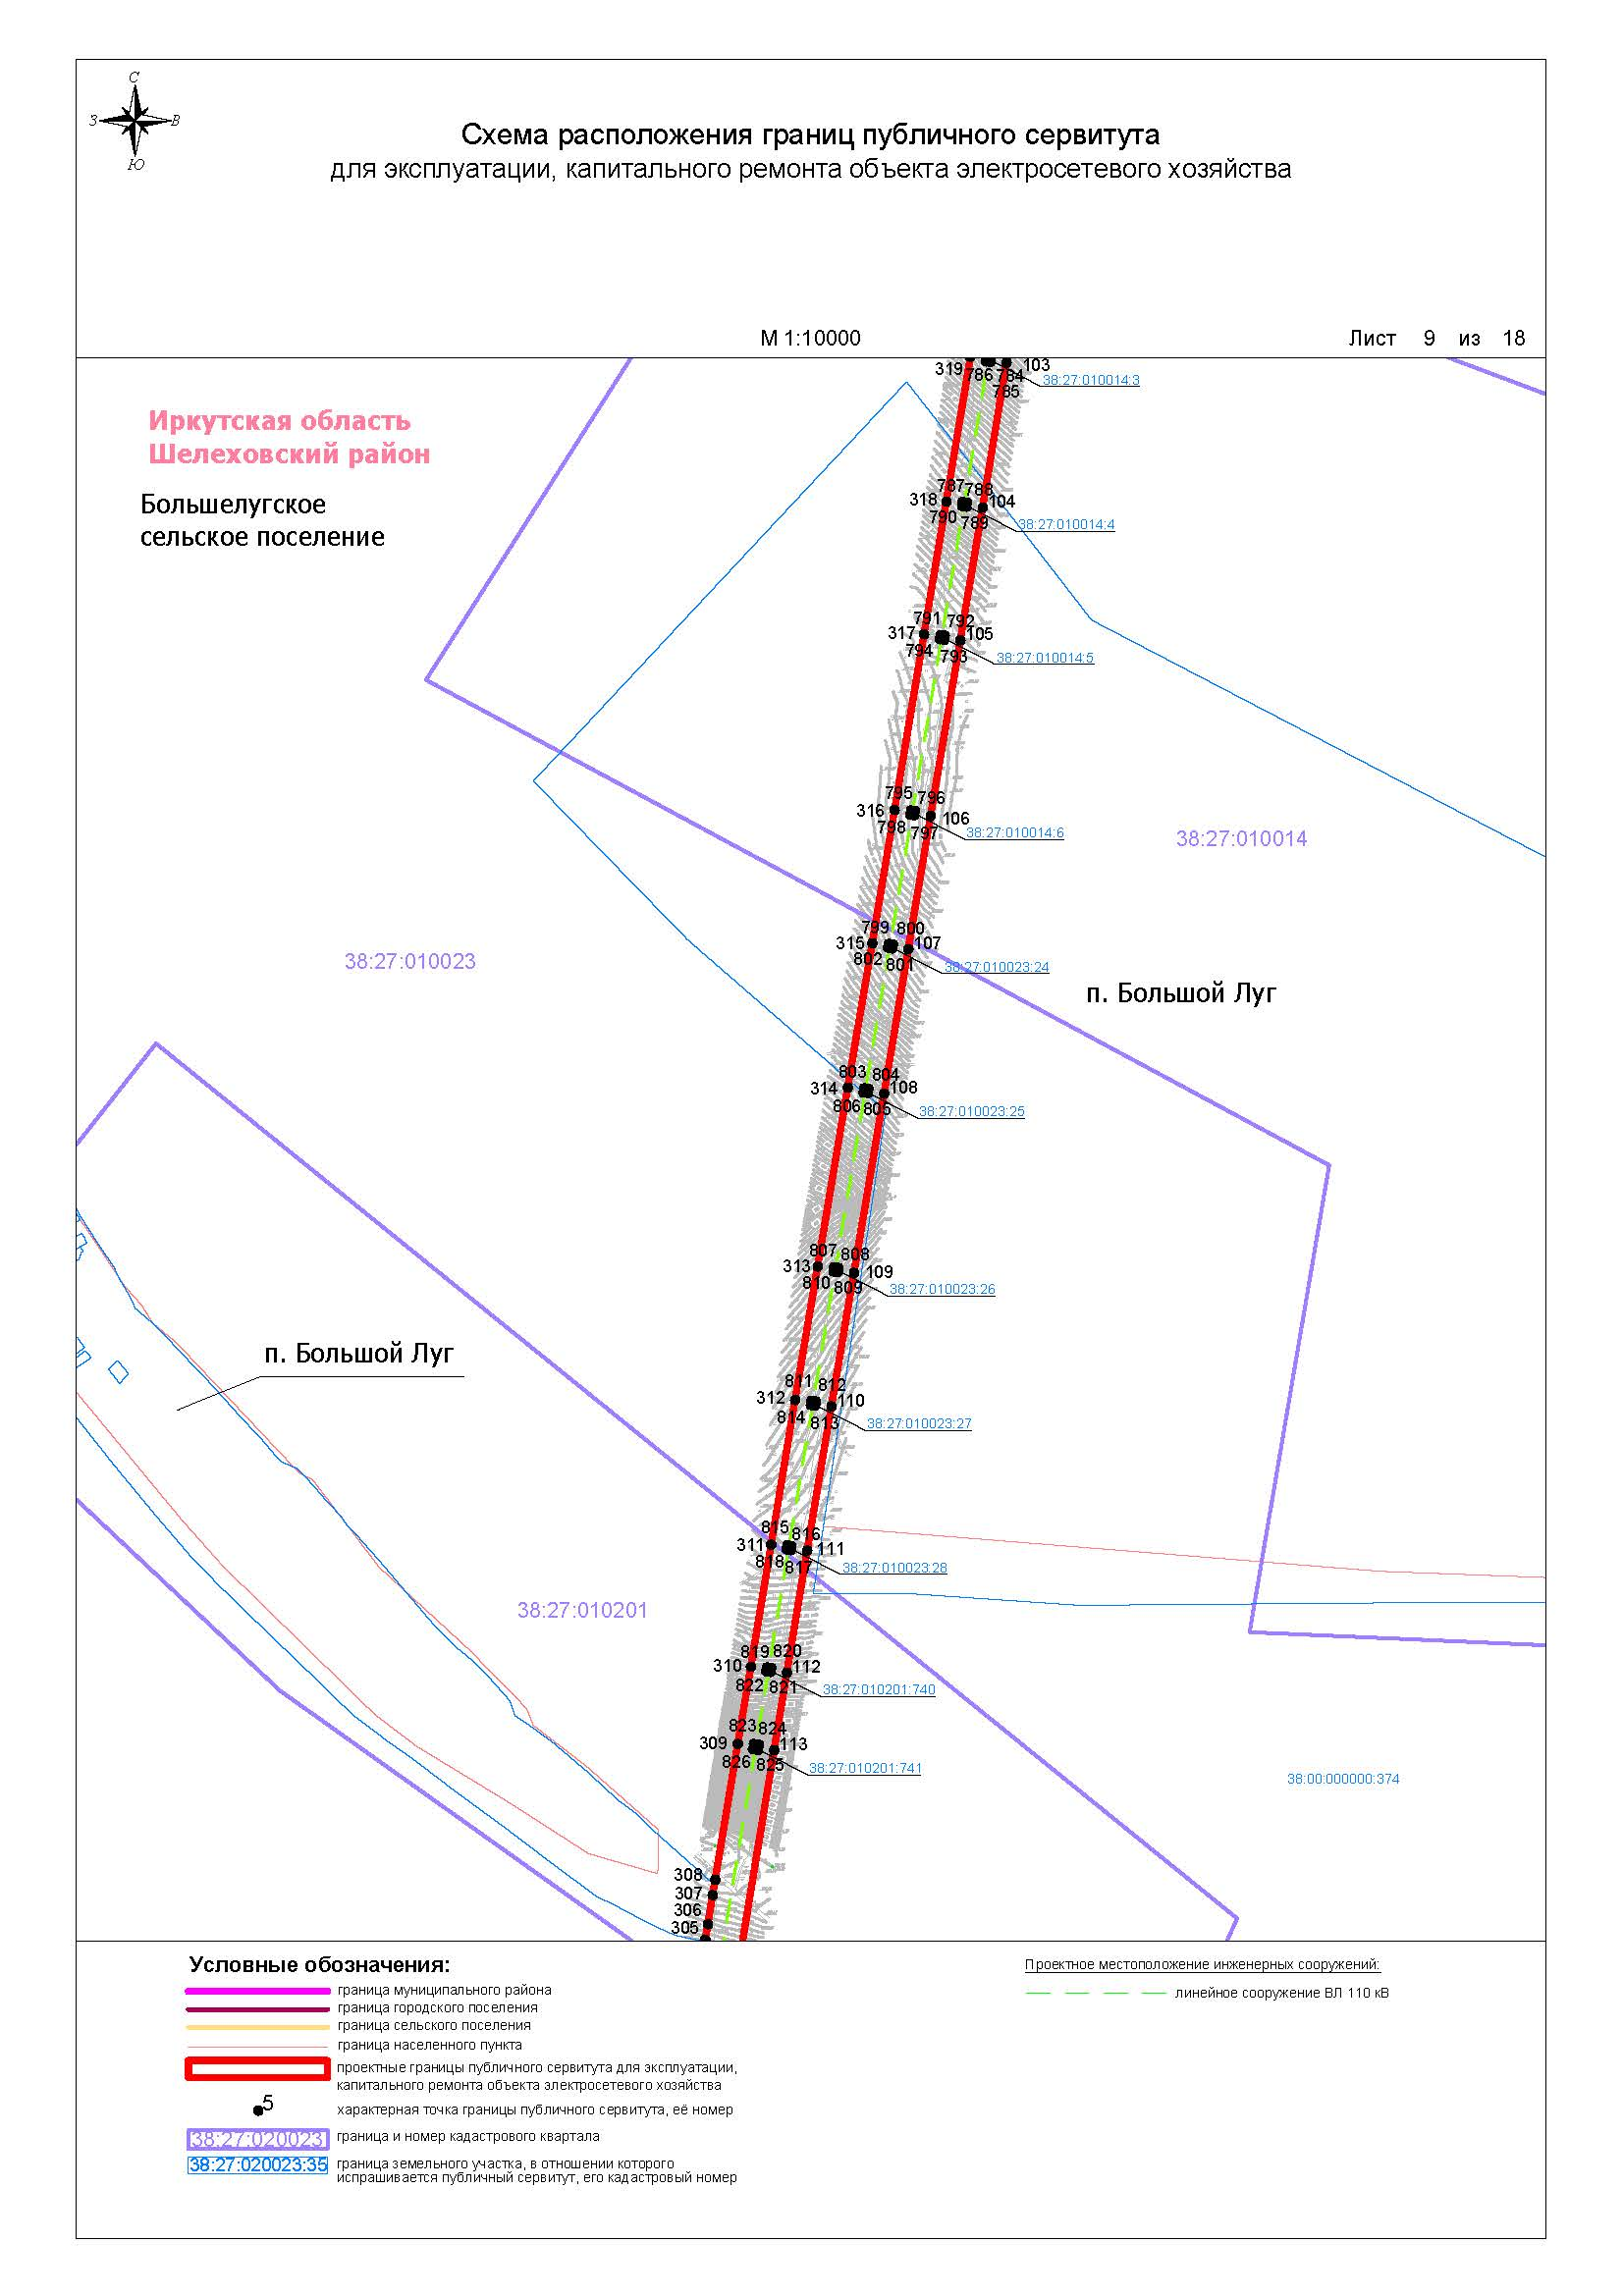 С
З В
Ю
Схема расположения границ публичного сервитута
для эксплуатации, капитального ремонта объекта электросетевого хозяйства
М 1:10000
Лист 9 из 18
Иркутская область
Шелеховский район
Большелугское
сельское поселение
319 786 784 103
785
38:27:010014:3
787 788
318 104
790 789
38:27:010014:4
791 792
317 105
794 793
38:27:010014:5
795 796
316 106
798 797
38:27:010014:6
38:27:010014
799 800
315 107
802 801
38:27:010023:24
38:27:010023
п. Большой Луг
803 804
314 108
806 805
38:27:010023:25
807 808
313 109
810 809
38:27:010023:26
п. Большой Луг
811 812
312 110
814 813
38:27:010023:27
815 816
311 111
818 817
38:27:010023:28
38:27:010201
819 820
310 112
822 821
38:27:010201:740
823 824
309 113
826 825
38:27:010201:741
38:00:000000:374
308
307
306
305
Условные обозначения:
граница муниципального района
граница городского поселения
граница сельского поселения
граница населенного пункта
проектные границы публичного сервитута для эксплуатации,
капитального ремонта объекта электросетевого хозяйства
5
характерная точка границы публичного сервитута, её номер
38:27:020023 граница и номер кадастрового квартала
38:27:020023:35 граница земельного участка, в отношении которого
испрашивается публичный сервитут, его кадастровый номер
Проектное местоположение инженерных сооружений:
линейное сооружение ВЛ 110 кВ